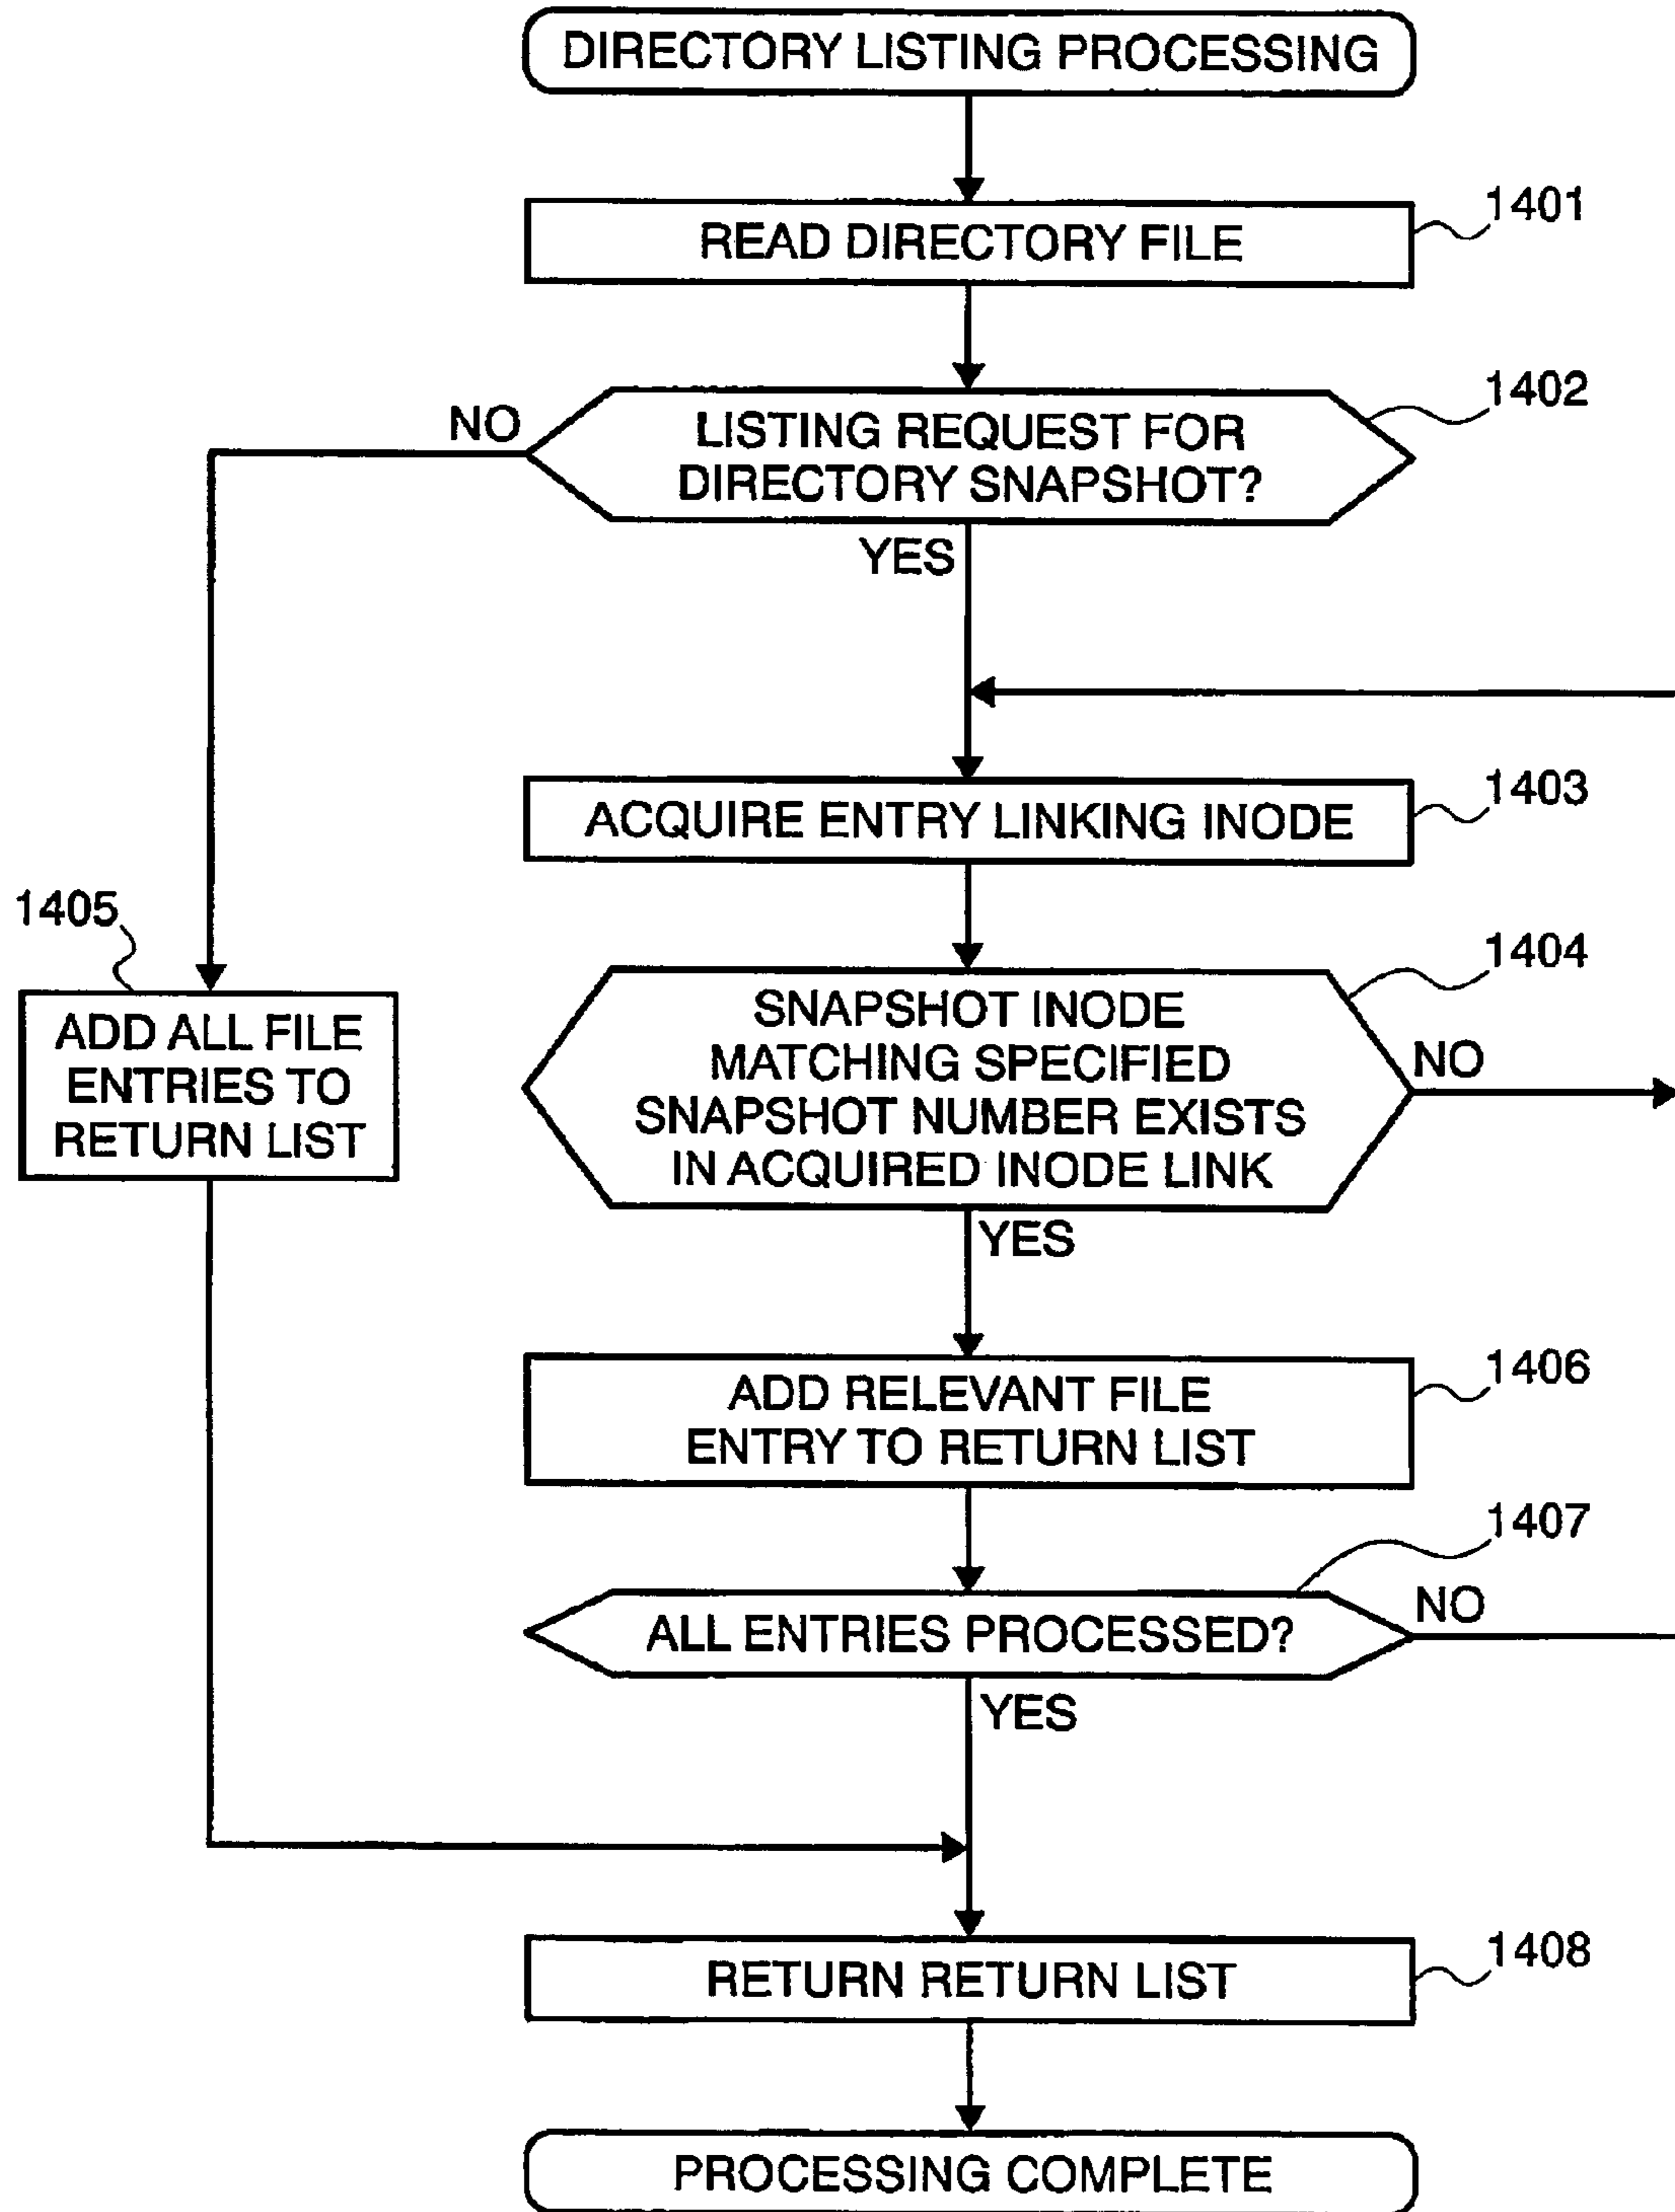 DIRECTORY LISTING PROCESSING
1401
READ DIRECTORY FILE
1402
NO
LISTING REQUEST FOR
DIRECTORY SNAPSHOT?
YES
1403
ACQUIRE ENTRY LINKING INODE
1405
ADD ALL FILE
ENTRIES TO
RETURN LIST
1404
SNAPSHOT INODE
MATCHING SPECIFIED
SNAPSHOT NUMBER EXISTS
IN ACQUIRED INODE LINK
NO
YES
1406
ADD RELEVANT FILE
ENTRY TO RETURN LIST
1407
ALL ENTRIES PROCESSED?
NO
YES
1408
RETURN RETURN LIST
PROCESSING COMPLETE